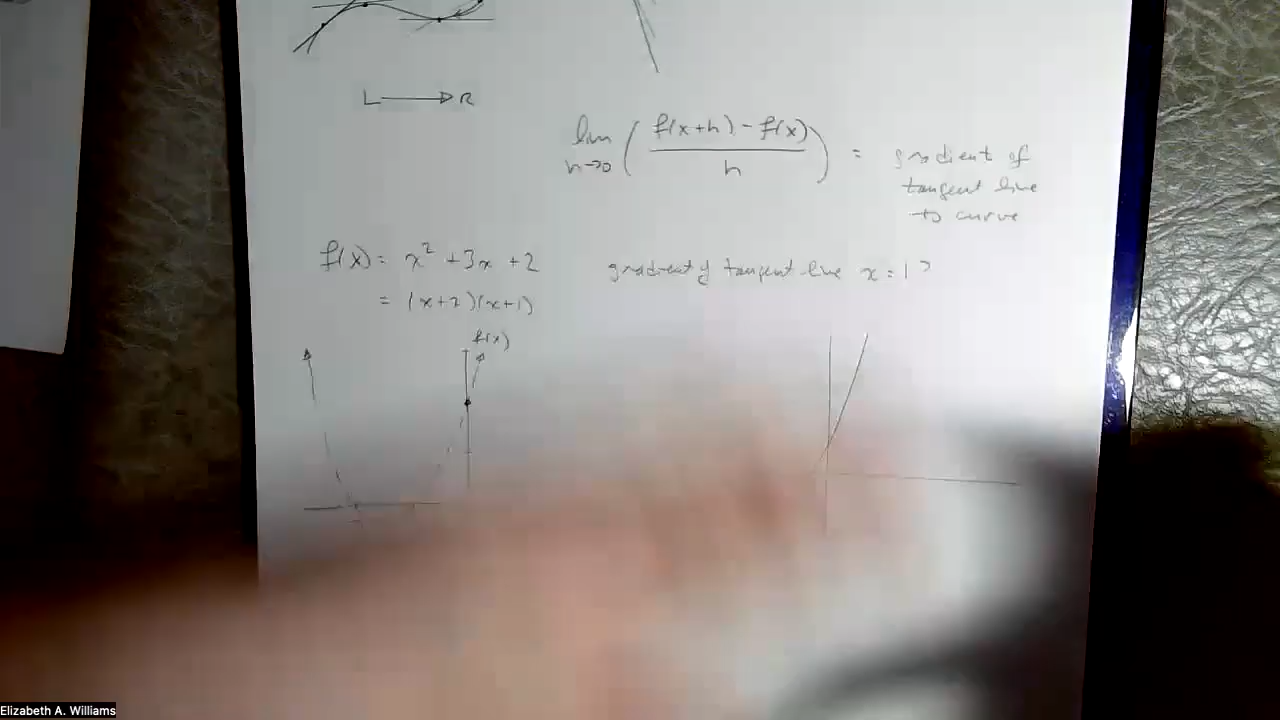 L → R
lim h→0 ( f(x+h) - f(x) / h ) = gradient of
tangent line
to curve
f(x) = x² + 3x + 2
= (x+2)(x+1)
gradient of tangent line x = 1?
f(x)
Elizabeth A. Williams